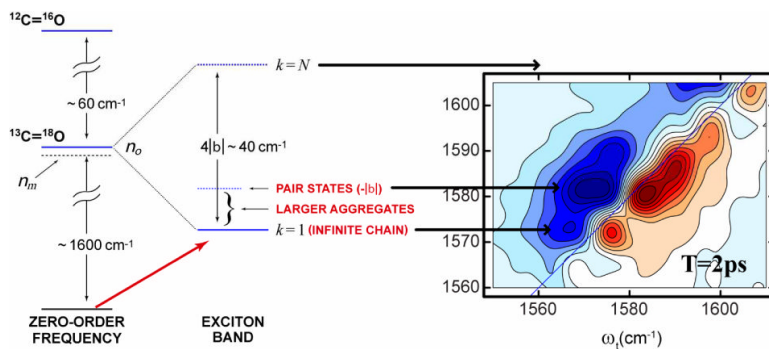 ¹²C=¹⁶O
~60 cm⁻¹
¹³C=¹⁸O
nₘ
nₒ
~1600 cm⁻¹
ZERO-ORDER
FREQUENCY
k=N
4|b|~40 cm⁻¹
PAIR STATES (-|b|)
LARGER AGGREGATES
k=1 (INFINITE CHAIN)
EXCITON
BAND
1600
1590
1580
1570
1560
T=2ps
1560 1580 1600
ωₜ(cm⁻¹)